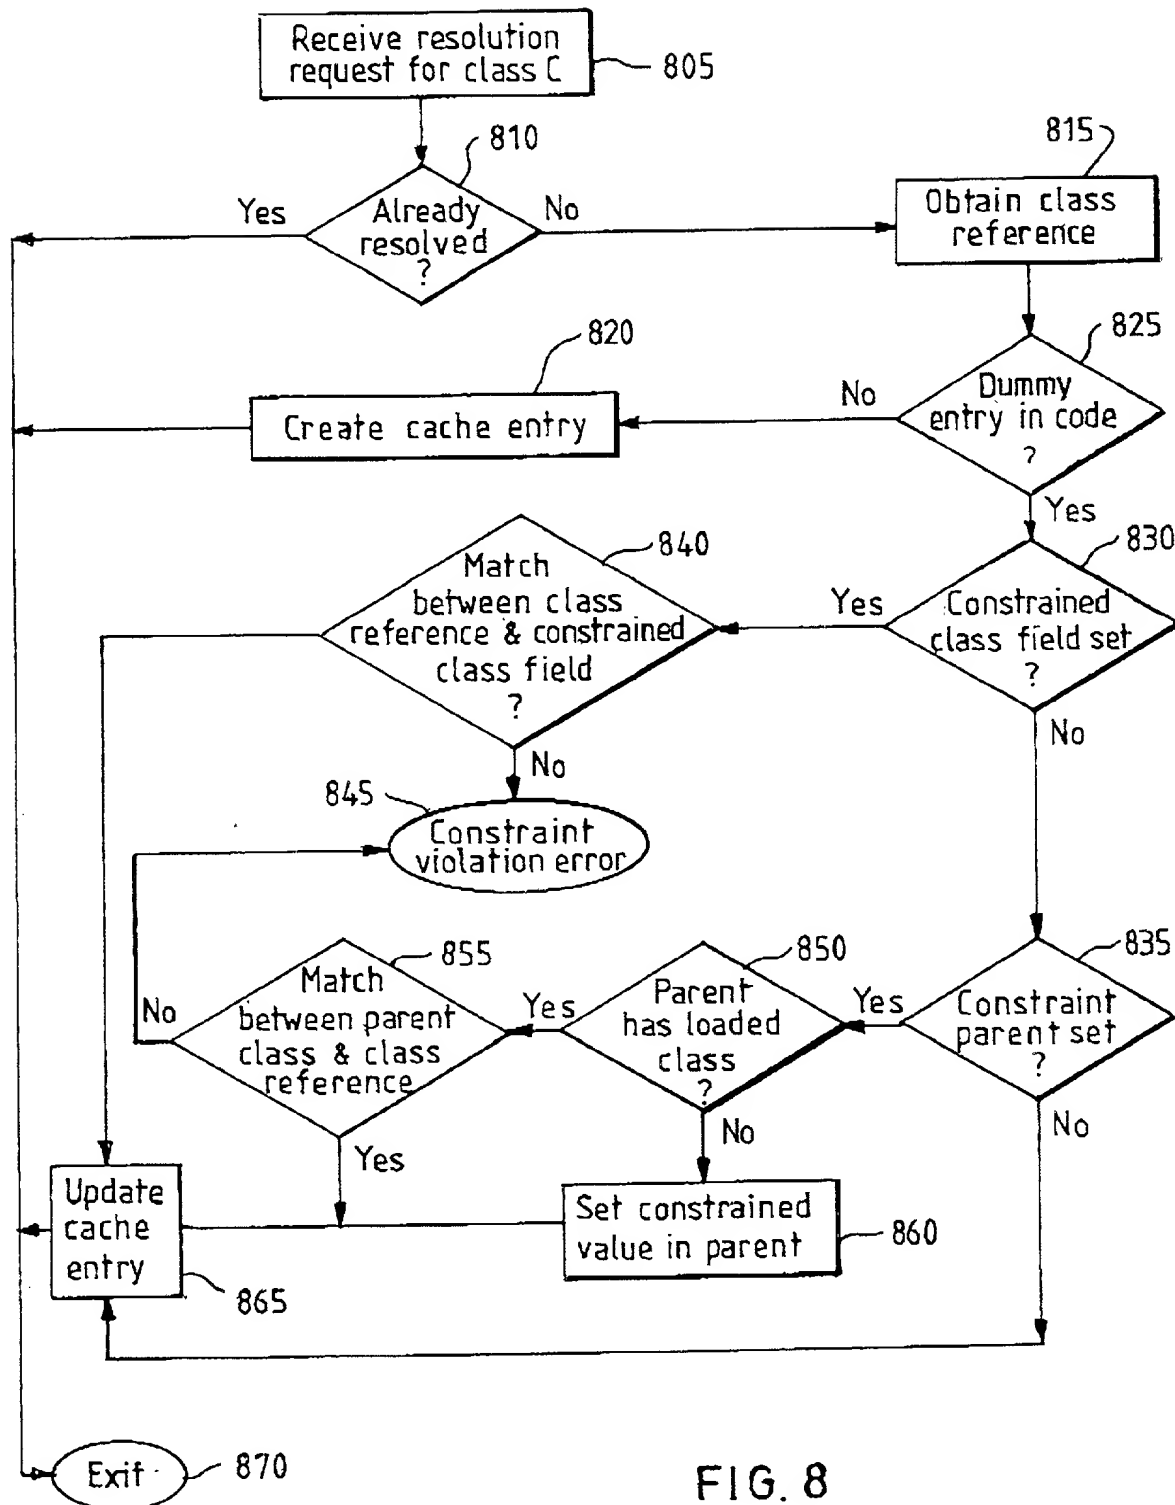 Receive resolution
request for class C
805
810
815
Yes
Already
resolved
?
No
Obtain class
reference
820
825
Create cache entry
No
Dummy
entry in code
?
Yes
840
830
Match
between class
reference & constrained
class field
?
Yes
Constrained
class field set
?
No
No
845
Constraint
violation error
855
850
835
No
Match
between parent
class & class
reference
Yes
Parent
has loaded
class
?
Yes
Constraint
parent set
?
Yes
No
No
Update
cache
entry
865
Set constrained
value in parent
860
Exit
870
FIG. 8